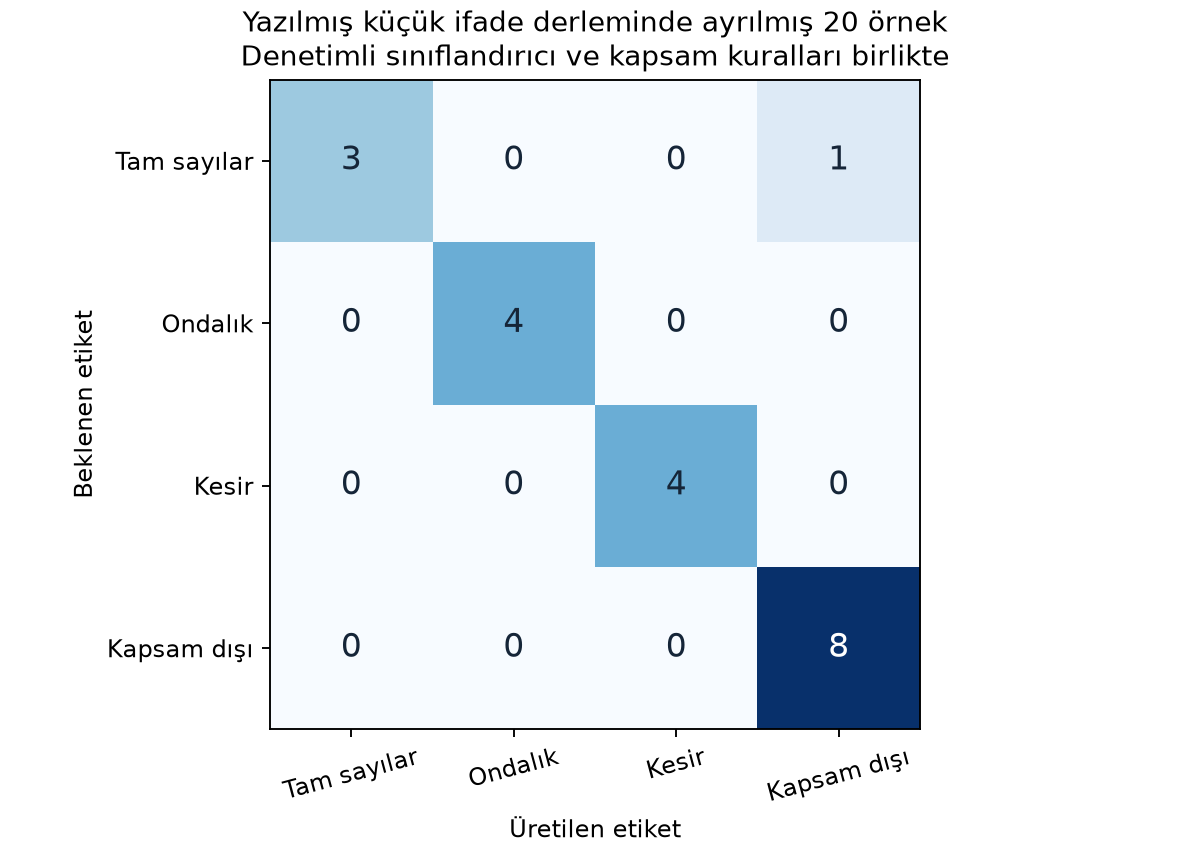 Yazılmış küçük ifade derleminde ayrılmış 20 örnek
Denetimli sınıflandırıcı ve kapsam kuralları birlikte
Tam sayılar 3 0 0 1
Ondalık 0 4 0 0
Kesir 0 0 4 0
Kapsam dışı 0 0 0 8
Beklenen etiket
Tam sayılar Ondalık Kesir Kapsam dışı
Üretilen etiket